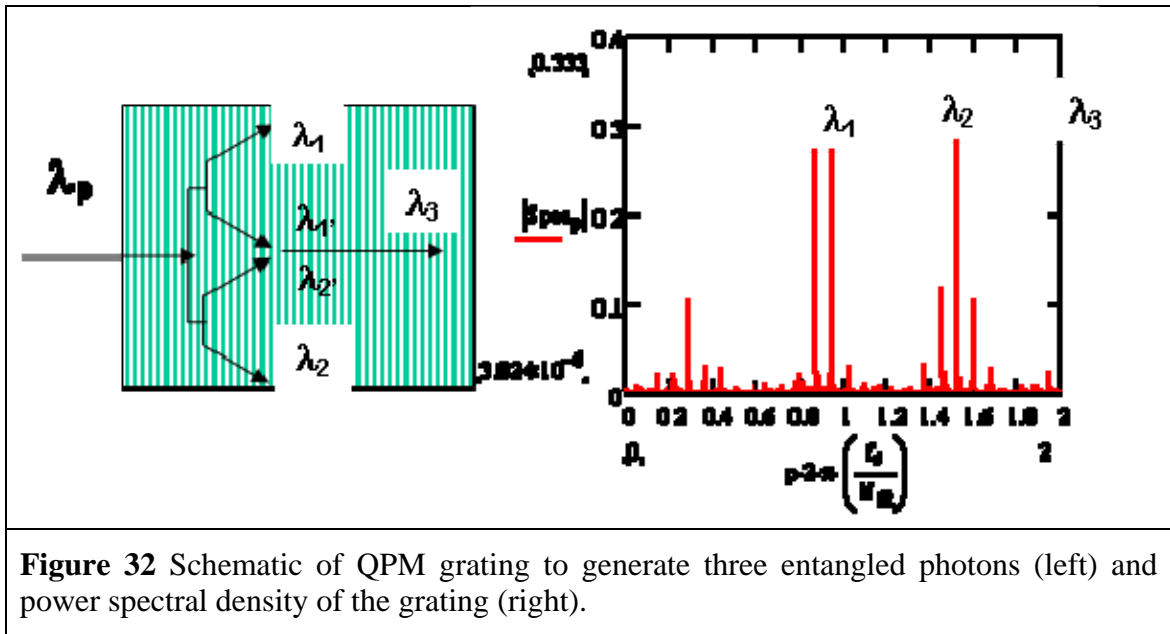 λp
λ1
λ1'
λ2'
λ2
λ3
0.4
0.333
0.3
0.2
0.1
0
λ1
λ2
λ3
0 0.2 0.4 0.6 0.8 1 1.2 1.4 1.6 1.8 2
0
2
Figure 32 Schematic of QPM grating to generate three entangled photons (left) and
power spectral density of the grating (right).